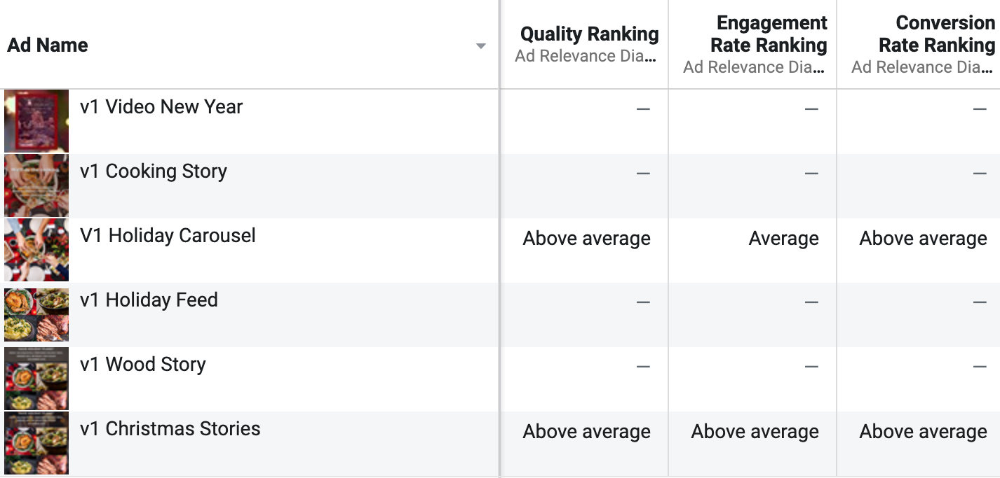 Ad Name
Quality Ranking
Ad Relevance Dia...
Engagement
Rate Ranking
Ad Relevance Dia...
Conversion
Rate Ranking
Ad Relevance Dia...
v1 Video New Year — — —
v1 Cooking Story — — —
V1 Holiday Carousel Above average Average Above average
v1 Holiday Feed — — —
v1 Wood Story — — —
v1 Christmas Stories Above average Above average Above average